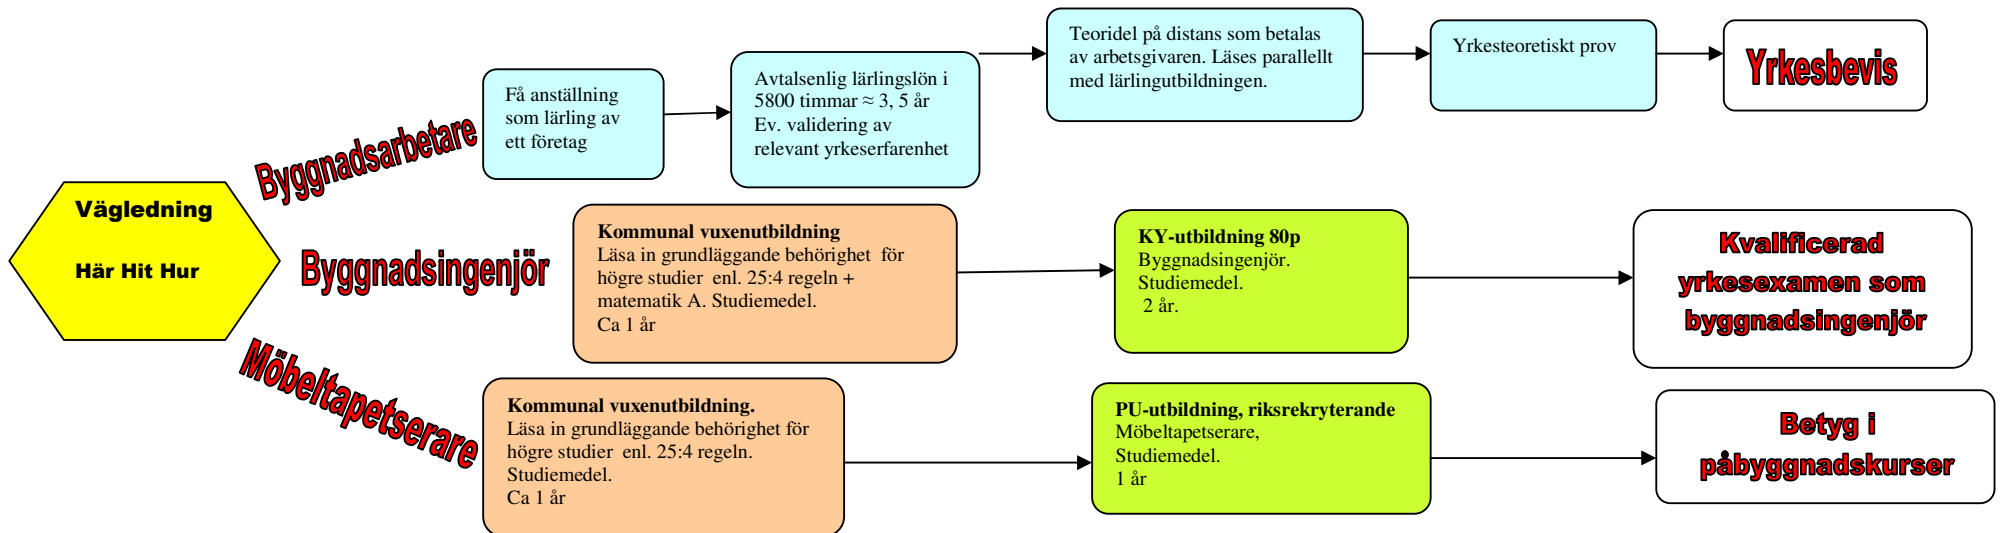 Vägledning
Här Hit Hur
Byggnadsarbetare
Få anställning
som lärling av
ett företag
Avtalsenlig lärlingslön i
5800 timmar ≈ 3, 5 år
Ev. validering av
relevant yrkeserfarenhet
Teoridel på distans som betalas
av arbetsgivaren. Läses parallellt
med lärlingutbildningen.
Yrkesteoretiskt prov
Yrkesbevis
Byggnadsingenjör
Kommunal vuxenutbildning
Läsa in grundläggande behörighet för
högre studier enl. 25:4 regeln +
matematik A. Studiemedel.
Ca 1 år
KY-utbildning 80p
Byggnadsingenjör.
Studiemedel.
2 år.
Kvalificerad
yrkesexamen som
byggnadsingenjör
Möbeltapetserare
Kommunal vuxenutbildning.
Läsa in grundläggande behörighet för
högre studier enl. 25:4 regeln.
Studiemedel.
Ca 1 år
PU-utbildning, riksrekryterande
Möbeltapetserare,
Studiemedel.
1 år
Betyg i
påbyggnadskurser